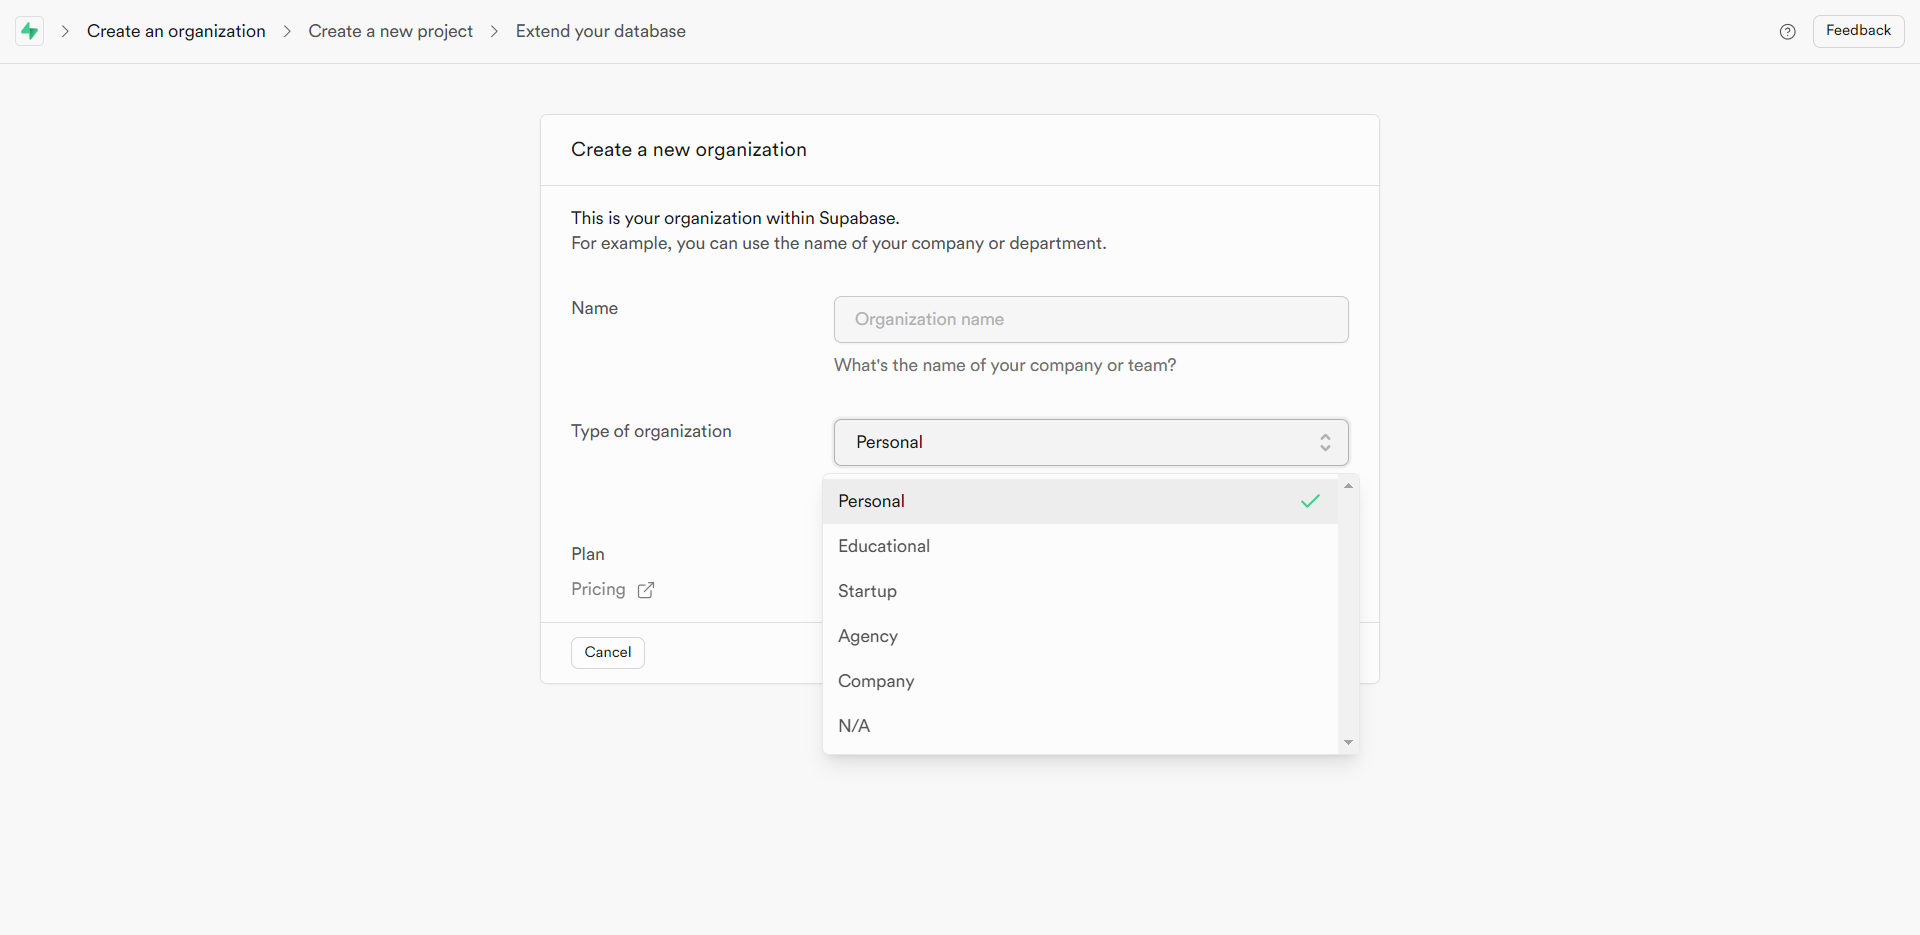 Create an organization
Create a new project
Extend your database
Feedback
Create a new organization
This is your organization within Supabase.
For example, you can use the name of your company or department.
Name
Organization name
What's the name of your company or team?
Type of organization
Personal
Personal
Educational
Startup
Agency
Company
N/A
Plan
Pricing
Cancel